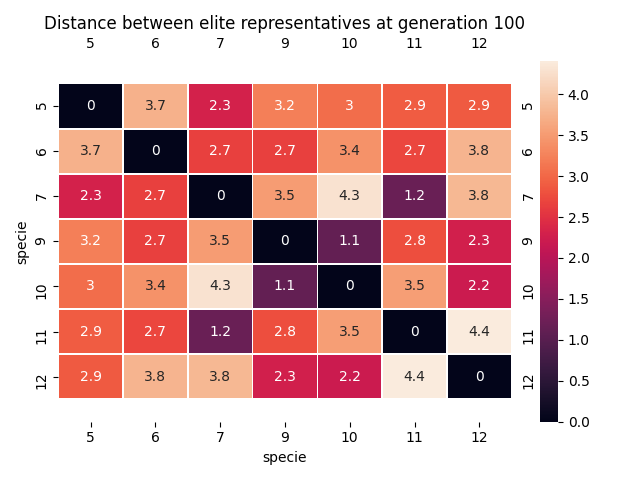 Distance between elite representatives at generation 100
5 6 7 9 10 11 12
5 0 3.7 2.3 3.2 3 2.9 2.9 5 4.0
6 3.7 0 2.7 2.7 3.4 2.7 3.8 6 3.5
7 2.3 2.7 0 3.5 4.3 1.2 3.8 7 3.0
specie
9 3.2 2.7 3.5 0 1.1 2.8 2.3 9 2.5
2.0
10 3 3.4 4.3 1.1 0 3.5 2.2 10 1.5
11 2.9 2.7 1.2 2.8 3.5 0 4.4 11 1.0
12 2.9 3.8 3.8 2.3 2.2 4.4 0 12 0.5
0.0
5 6 7 9 10 11 12
specie